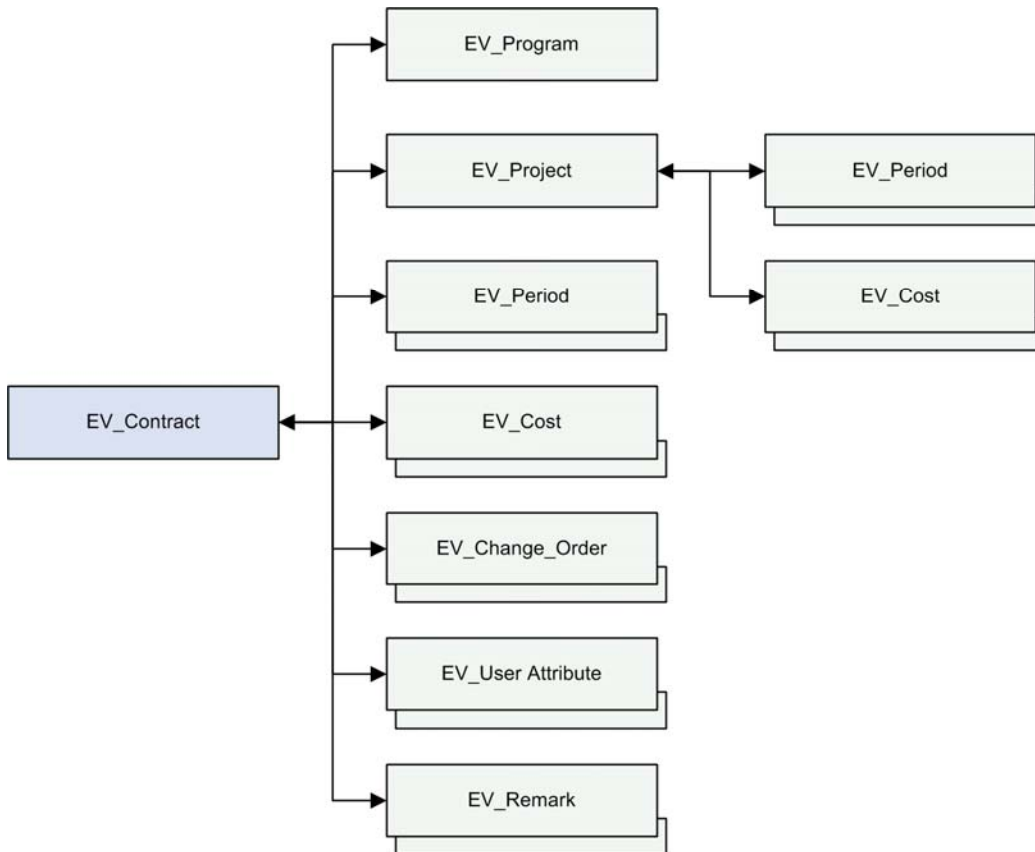 EV_Program
EV_Project
EV_Period
EV_Period
EV_Cost
EV_Contract
EV_Cost
EV_Change_Order
EV_User Attribute
EV_Remark